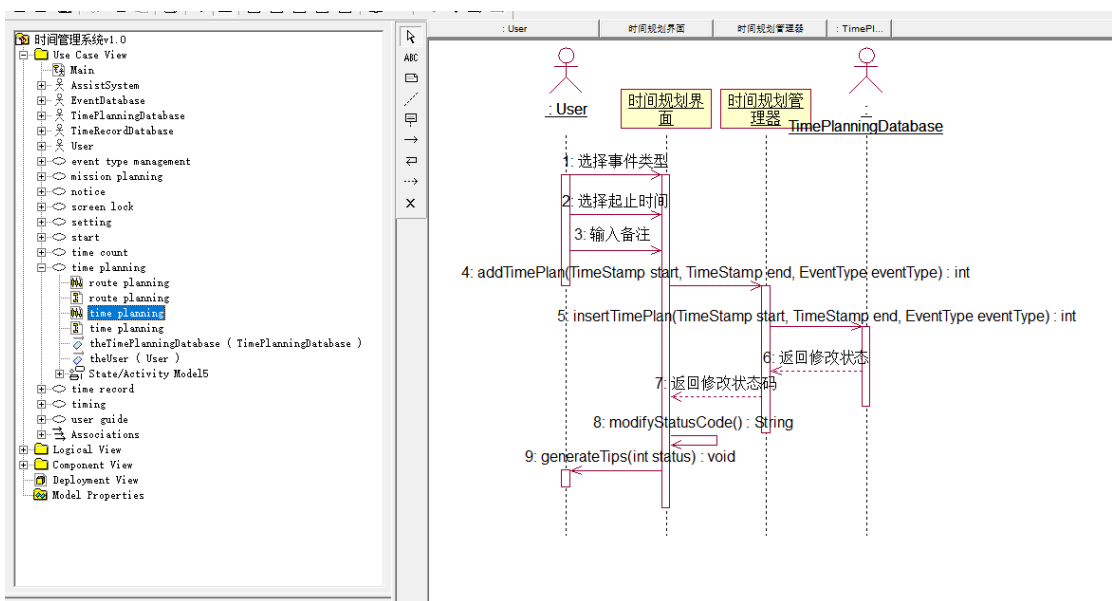 时间管理系统v1.0
Use Case View
Main
AssistSystem
EventDatabase
TimePlanningDatabase
TimeRecordDatabase
User
event type management
mission planning
notice
screen lock
setting
start
time count
time planning
route planning
route planning
time planning
time planning
theTimePlanningDatabase ( TimePlanningDatabase )
theUser ( User )
State/Activity Model5
time record
timing
user guide
Associations
Logical View
Component View
Deployment View
Model Properties
ABC
: User
时间规划界面
时间规划管理器
: TimePl...
: User
时间规划界
面
时间规划管
理器
:
TimePlanningDatabase
1: 选择事件类型
2: 选择起止时间
3: 输入备注
4: addTimePlan(TimeStamp start, TimeStamp end, EventType eventType) : int
5: insertTimePlan(TimeStamp start, TimeStamp end, EventType eventType) : int
6: 返回修改状态
7: 返回修改状态码
8: modifyStatusCode() : String
9: generateTips(int status) : void